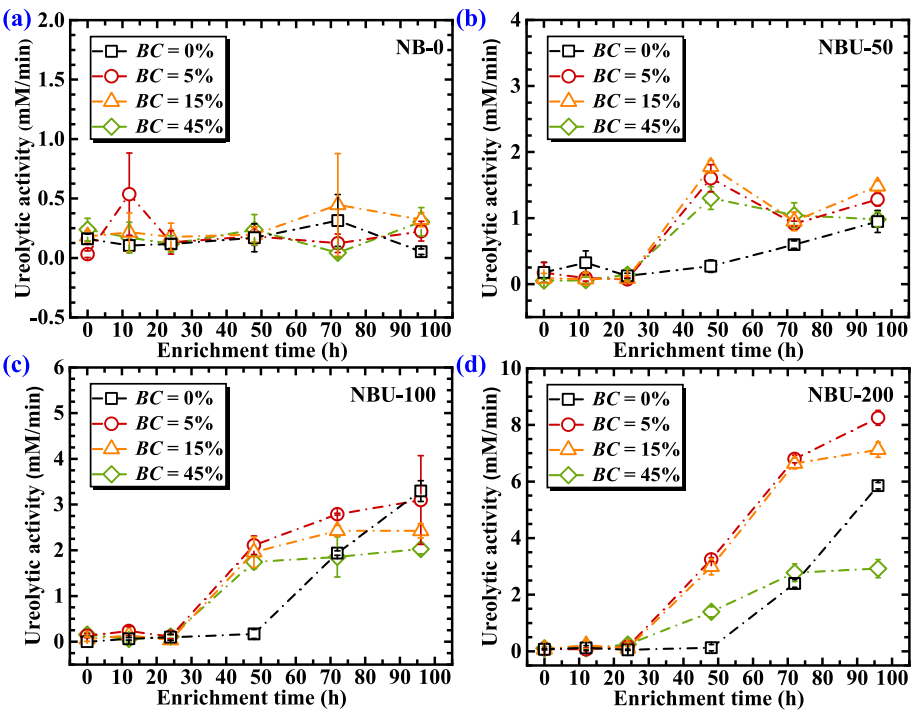 (a)
2.0
1.5
1.0
0.5
0.0
-0.5
Ureolytic activity (mM/min)
BC = 0%
BC = 5%
BC = 15%
BC = 45%
NB-0
0 10 20 30 40 50 60 70 80 90 100
Enrichment time (h)
(b)
4
3
2
1
0
Ureolytic activity (mM/min)
BC = 0%
BC = 5%
BC = 15%
BC = 45%
NBU-50
0 10 20 30 40 50 60 70 80 90 100
Enrichment time (h)
(c)
6
5
4
3
2
1
0
Ureolytic activity (mM/min)
BC = 0%
BC = 5%
BC = 15%
BC = 45%
NBU-100
0 10 20 30 40 50 60 70 80 90 100
Enrichment time (h)
(d)
10
8
6
4
2
0
Ureolytic activity (mM/min)
BC = 0%
BC = 5%
BC = 15%
BC = 45%
NBU-200
0 10 20 30 40 50 60 70 80 90 100
Enrichment time (h)